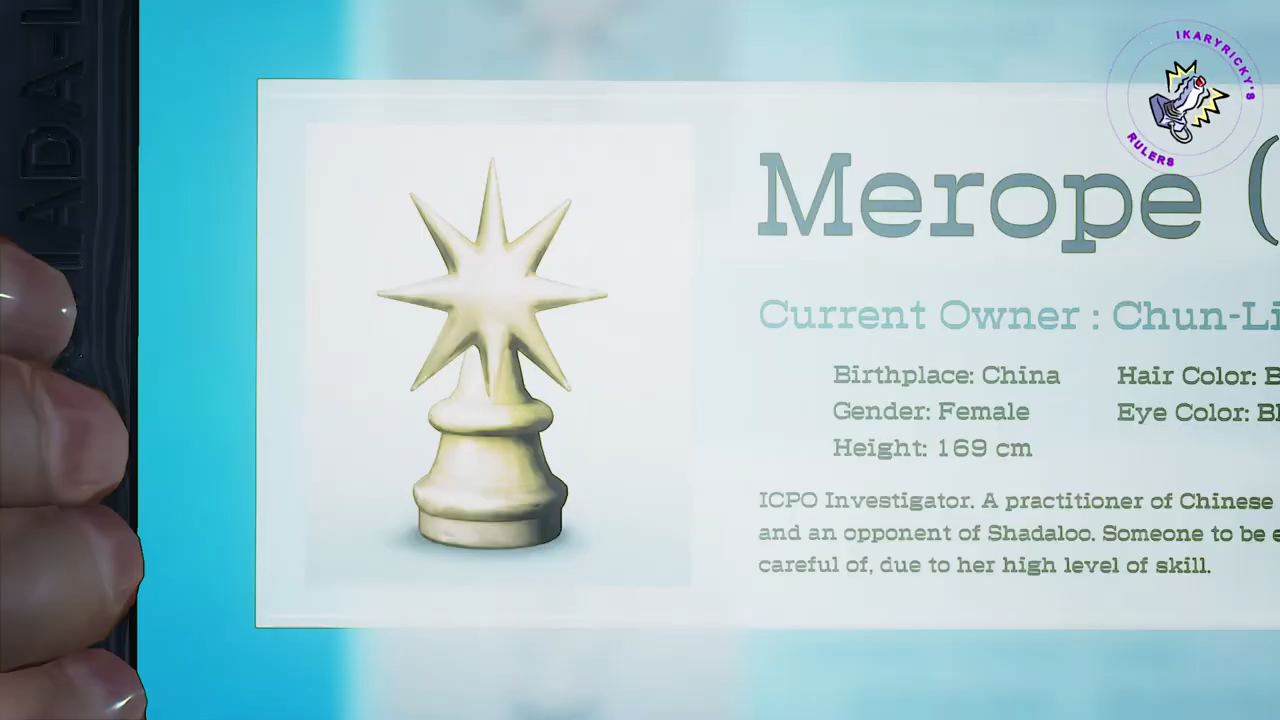 IKARYRICKY'S
RULERS
Merope (
Current Owner : Chun-Li
Birthplace: China
Hair Color: B
Gender: Female
Eye Color: Bl
Height: 169 cm
ICPO Investigator. A practitioner of Chinese
and an opponent of Shadaloo. Someone to be e
careful of, due to her high level of skill.